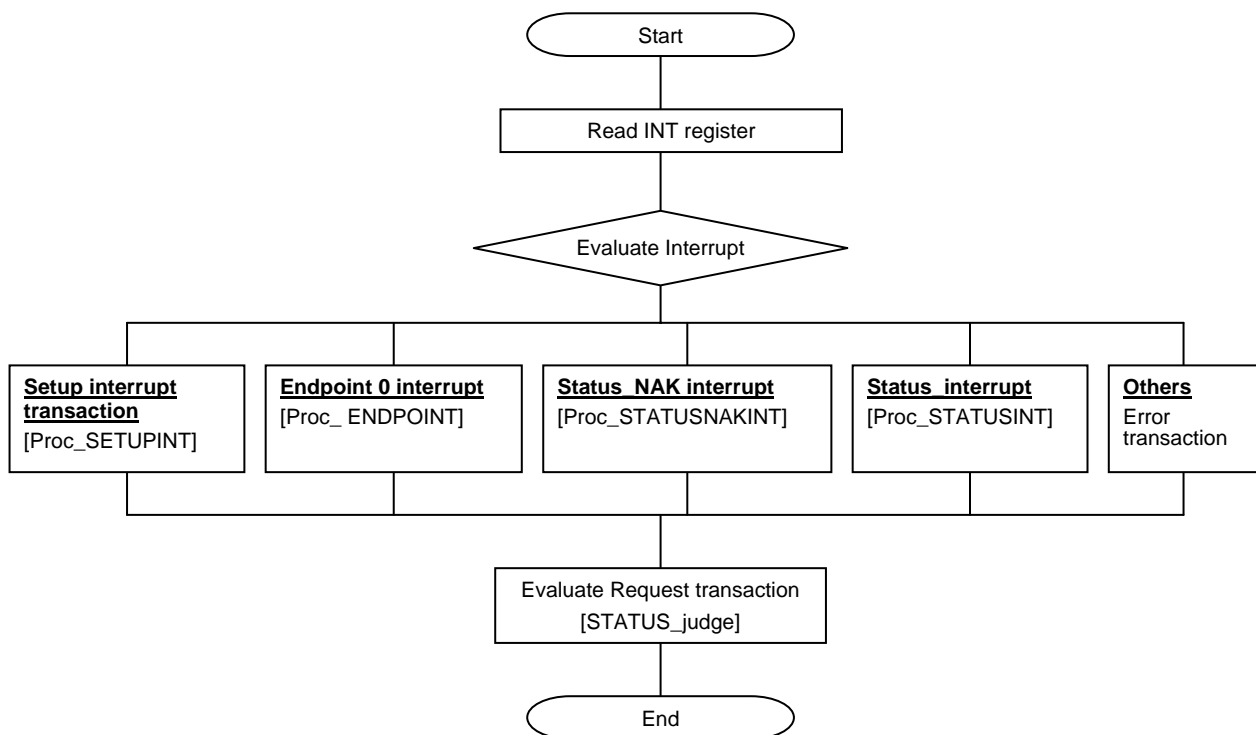 Start
Read INT register
Evaluate Interrupt
Setup interrupt
transaction
[Proc_SETUPINT]
Endpoint 0 interrupt
[Proc_ ENDPOINT]
Status_NAK interrupt
[Proc_STATUSNAKINT]
Status_interrupt
[Proc_STATUSINT]
Others
Error
transaction
Evaluate Request transaction
[STATUS_judge]
End